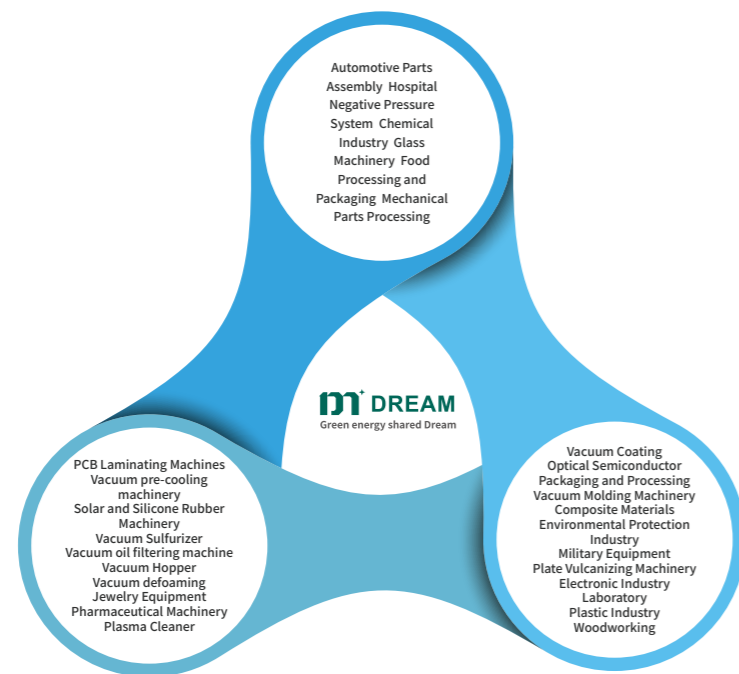 Automotive Parts
Assembly Hospital
Negative Pressure
System Chemical
Industry Glass
Machinery Food
Processing and
Packaging Mechanical
Parts Processing
m+ DREAM
Green energy shared Dream
PCB Laminating Machines
Vacuum pre-cooling
machinery
Solar and Silicone Rubber
Machinery
Vacuum Sulfurizer
Vacuum oil filtering machine
Vacuum Hopper
Vacuum defoaming
Jewelry Equipment
Pharmaceutical Machinery
Plasma Cleaner
Vacuum Coating
Optical Semiconductor
Packaging and Processing
Vacuum Molding Machinery
Composite Materials
Environmental Protection
Industry
Military Equipment
Plate Vulcanizing Machinery
Electronic Industry
Laboratory
Plastic Industry
Woodworking